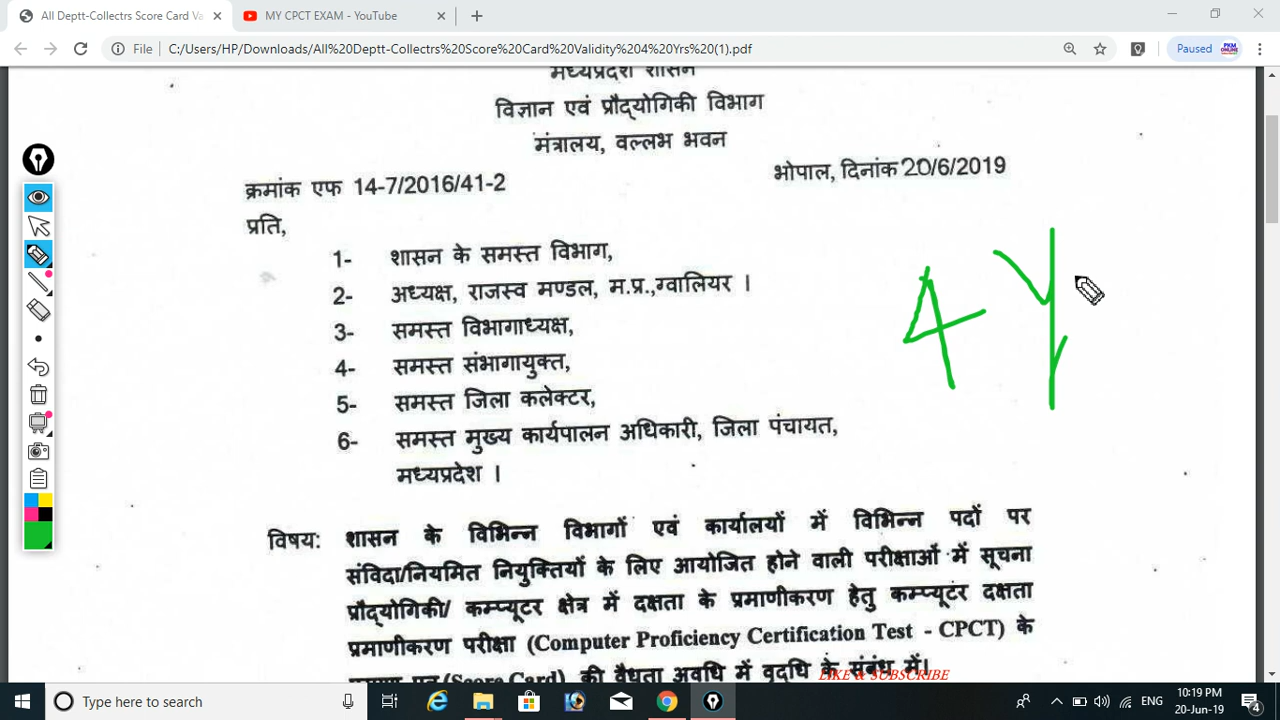 All Deptt-Collectrs Score Card Va
MY CPCT EXAM - YouTube
File
C:/Users/HP/Downloads/All%20Deptt-Collectrs%20Score%20Card%20Validity%204%20Yrs%20(1).pdf
Paused
मध्यप्रदेश शासन
विज्ञान एवं प्रौद्योगिकी विभाग
मंत्रालय, वल्लभ भवन
क्रमांक एफ 14-7/2016/41-2
भोपाल, दिनांक 20/6/2019
प्रति,
1- शासन के समस्त विभाग,
2- अध्यक्ष, राजस्व मण्डल, म.प्र.,ग्वालियर ।
3- समस्त विभागाध्यक्ष,
4- समस्त संभागायुक्त,
5- समस्त जिला कलेक्टर,
6- समस्त मुख्य कार्यपालन अधिकारी, जिला पंचायत,
मध्यप्रदेश ।
4 Y
विषय: शासन के विभिन्न विभागों एवं कार्यालयों में विभिन्न पदों पर
संविदा/नियमित नियुक्तियों के लिए आयोजित होने वाली परीक्षाओं में सूचना
प्रौद्योगिकी/ कम्प्यूटर क्षेत्र में दक्षता के प्रमाणीकरण हेतु कम्प्यूटर दक्षता
प्रमाणीकरण परीक्षा (Computer Proficiency Certification Test - CPCT) के
(Score Card) की वैधता अवधि में वृद्धि के संबंध में।
LIKE & SUBSCRIBE
Type here to search
ENG
10:19 PM
20-Jun-19
4